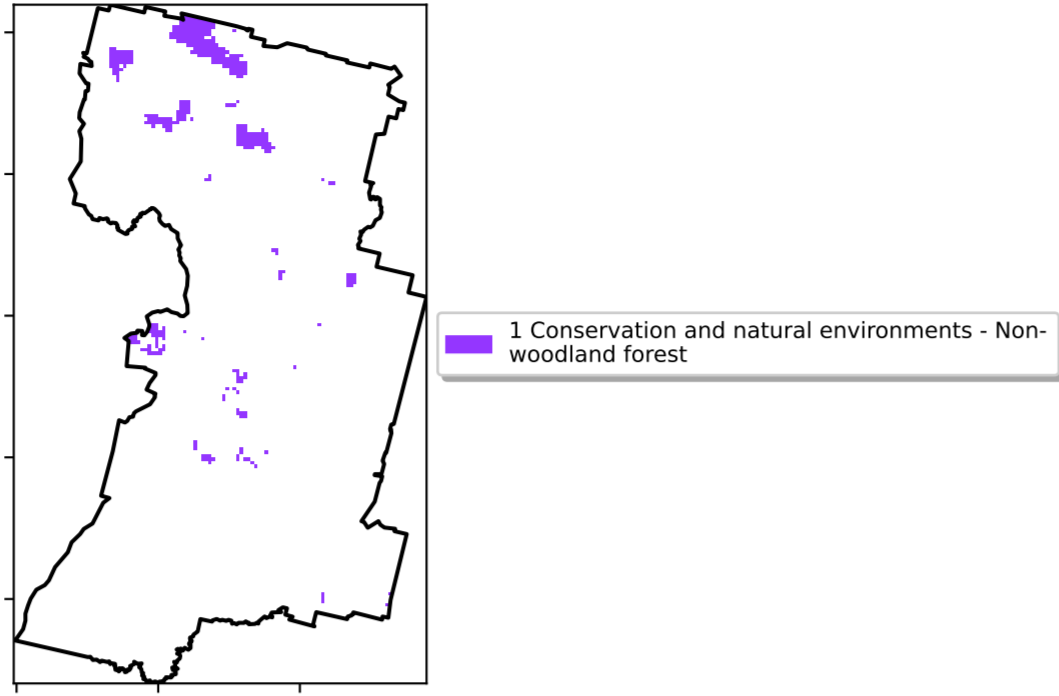 1 Conservation and natural environments - Non-
woodland forest